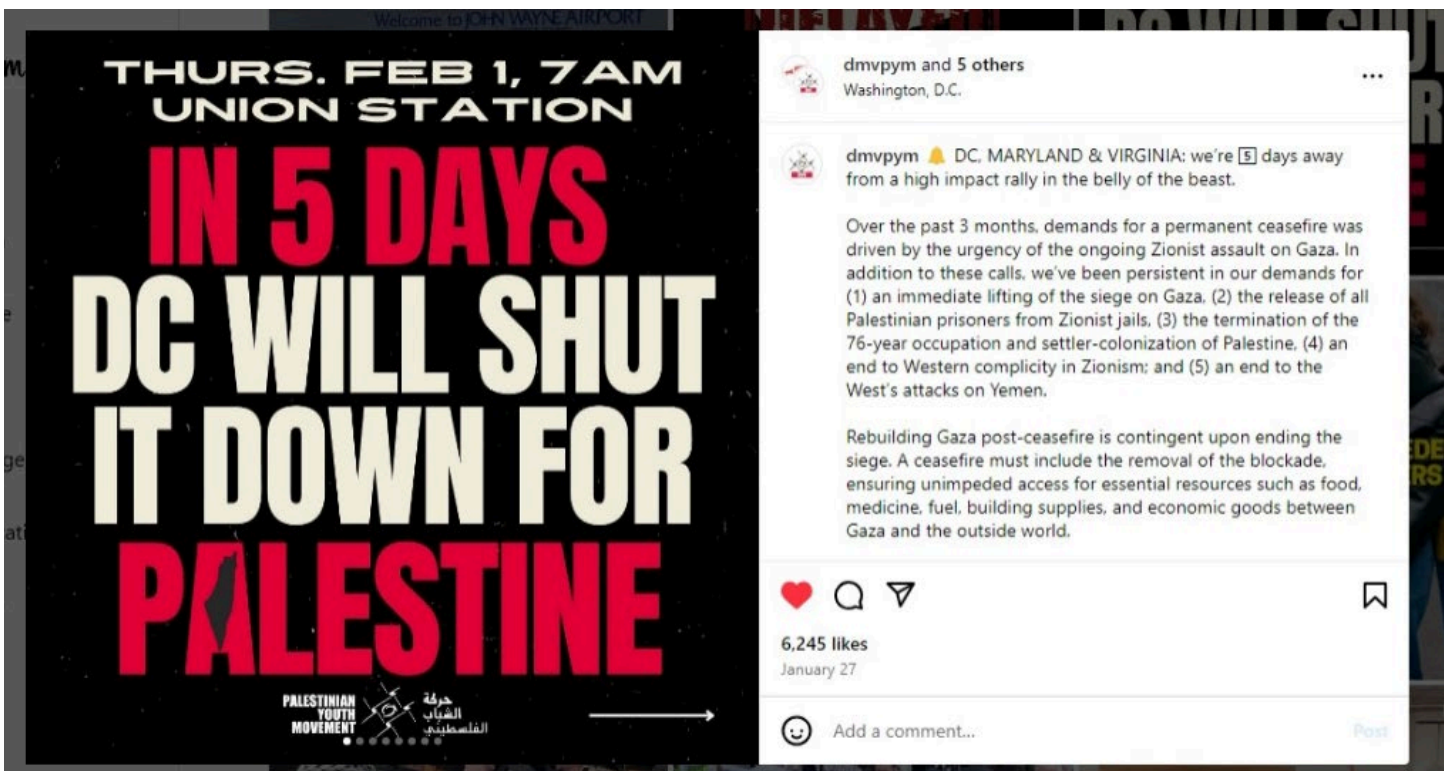 Welcome to JOHN WAYNE AIRPORT
THURS. FEB 1, 7AM
UNION STATION
IN 5 DAYS
DC WILL SHUT
IT DOWN FOR
PALESTINE
PALESTINIAN
YOUTH
MOVEMENT
حركة
الشباب
الفلسطيني
dmvpym and 5 others
Washington, D.C.
dmvpym 🔔 DC, MARYLAND & VIRGINIA: we're 5️⃣ days away
from a high impact rally in the belly of the beast.
Over the past 3 months, demands for a permanent ceasefire was
driven by the urgency of the ongoing Zionist assault on Gaza. In
addition to these calls, we've been persistent in our demands for
(1) an immediate lifting of the siege on Gaza, (2) the release of all
Palestinian prisoners from Zionist jails, (3) the termination of the
76-year occupation and settler-colonization of Palestine, (4) an
end to Western complicity in Zionism; and (5) an end to the
West's attacks on Yemen.
Rebuilding Gaza post-ceasefire is contingent upon ending the
siege. A ceasefire must include the removal of the blockade,
ensuring unimpeded access for essential resources such as food,
medicine, fuel, building supplies, and economic goods between
Gaza and the outside world.
6,245 likes
January 27
Add a comment...
Post